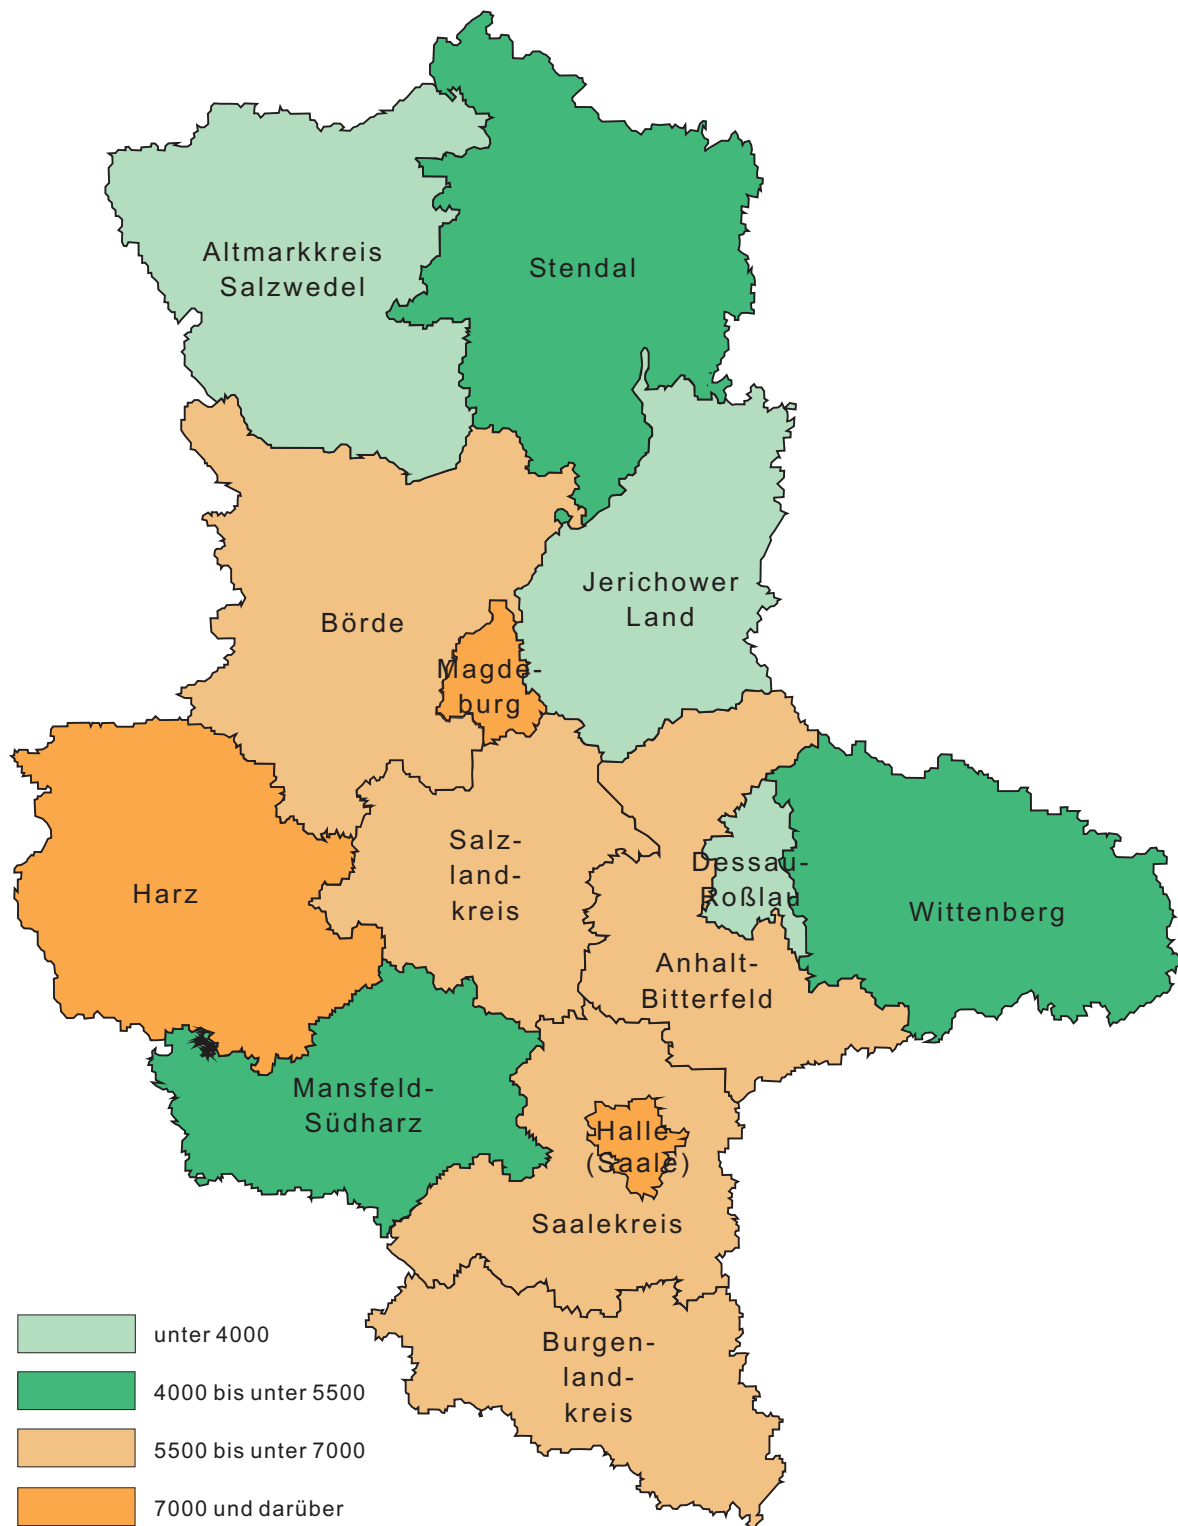 Altmarkkreis
Salzwedel
Stendal
Jerichower
Land
Börde
Magde-
burg
Salz-
land-
kreis
Dessau-
Roßlau
Harz
Wittenberg
Anhalt-
Bitterfeld
Mansfeld-
Südharz
Halle
(Saale)
Saalekreis
Burgen-
land-
kreis
unter 4000
4000 bis unter 5500
5500 bis unter 7000
7000 und darüber